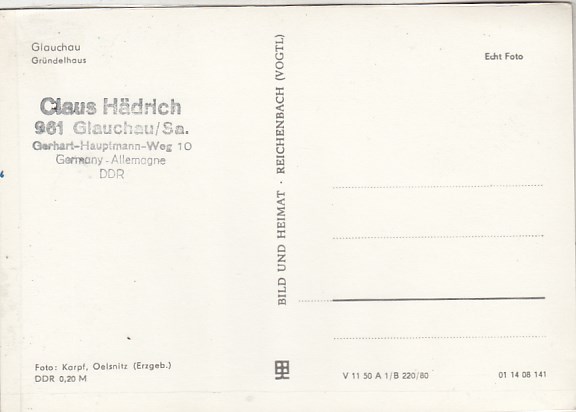 Glauchau
Gründelhaus
Echt Foto
Claus Hädrich
961 Glauchau/Sa.
Gerhart-Hauptmann-Weg 10
Germany - Allemagne
DDR
BILD UND HEIMAT · REICHENBACH (VOGTL)
Foto: Karpf, Oelsnitz (Erzgeb.)
DDR 0,20 M
V 11 50 A 1/B 220/80
01 14 08 141